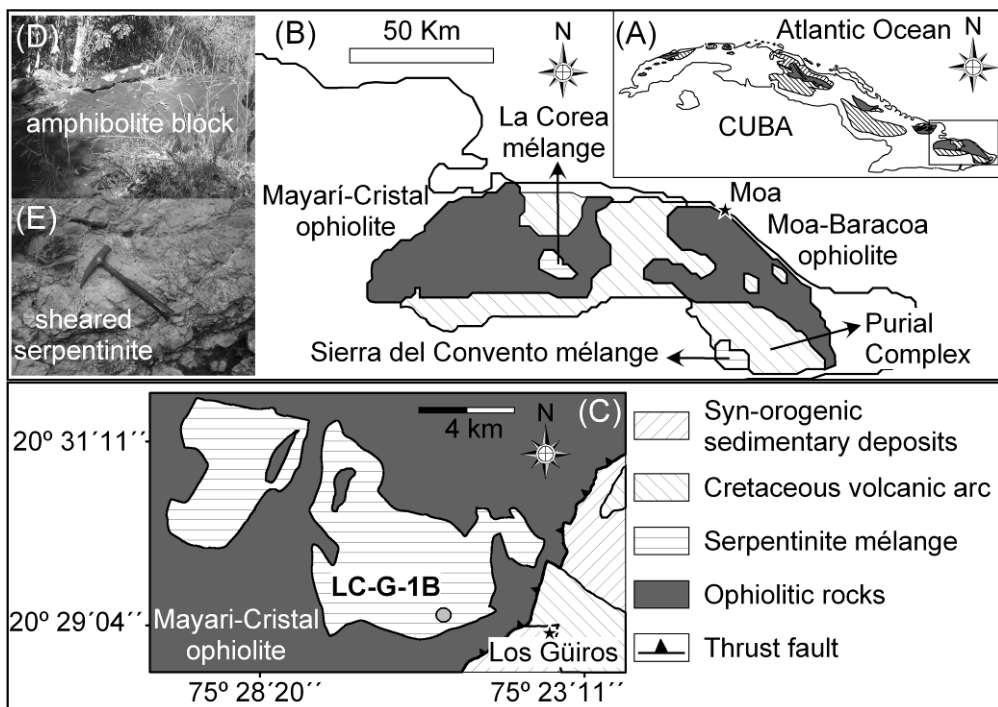 (D)
amphibolite block
(E)
sheared
serpentinite
(B)
50 Km
N
La Corea
mélange
Mayarí-Cristal
ophiolite
Moa
Moa-Baracoa
ophiolite
Purial
Complex
Sierra del Convento mélange
(A)
Atlantic Ocean
N
CUBA
(C)
4 km
N
20º 31´11´´
20º 29´04´´
LC-G-1B
Mayari-Cristal
ophiolite
Los Güiros
75º 28´20´´
75º 23´11´´
Syn-orogenic
sedimentary deposits
Cretaceous volcanic arc
Serpentinite mélange
Ophiolitic rocks
Thrust fault